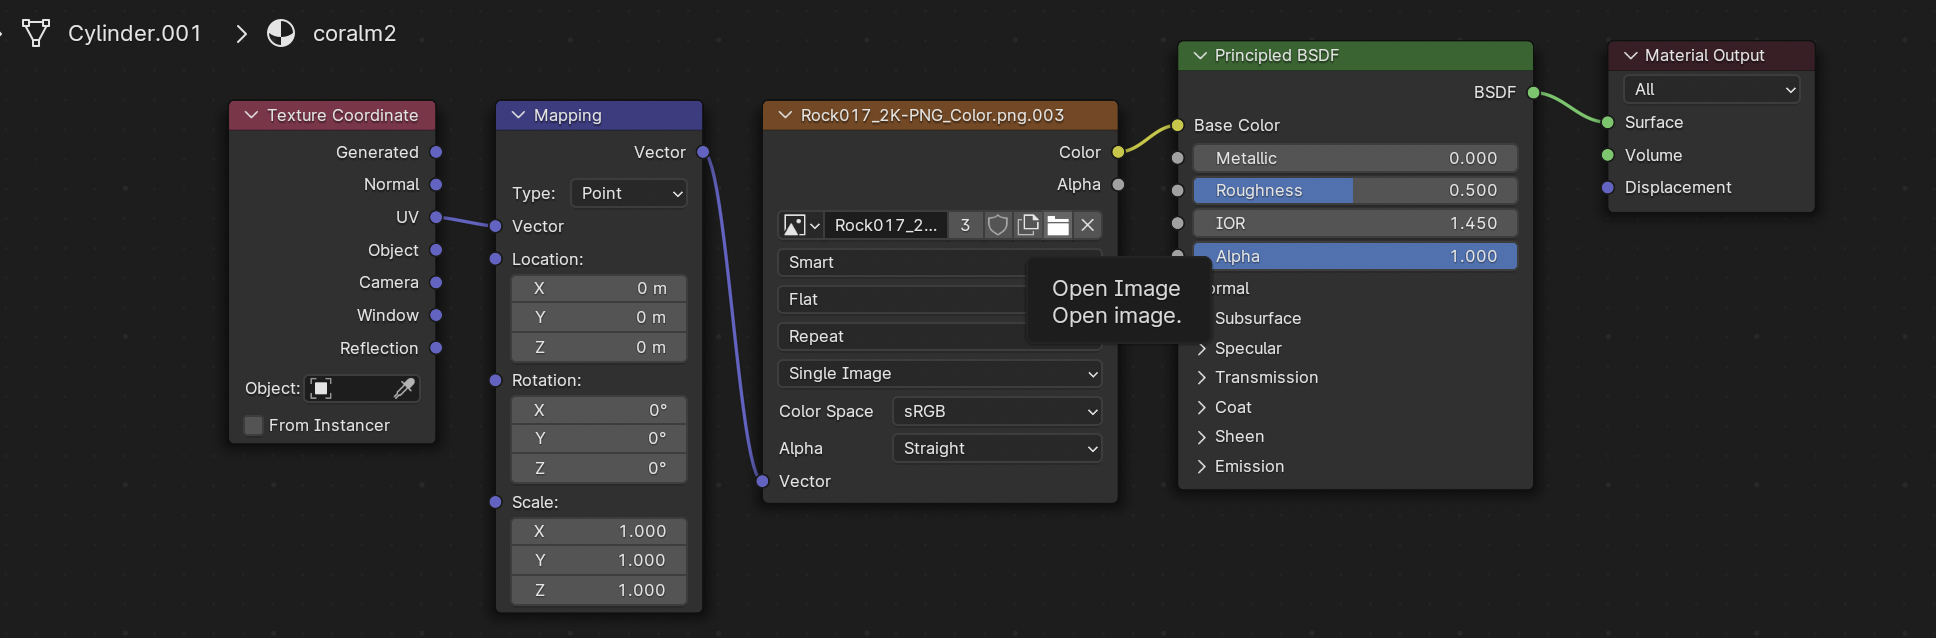 Cylinder.001 > coralm2
Texture Coordinate
Generated
Normal
UV
Object
Camera
Window
Reflection
Object:
From Instancer
Mapping
Vector
Type: Point
Vector
Location:
X 0 m
Y 0 m
Z 0 m
Rotation:
X 0°
Y 0°
Z 0°
Scale:
X 1.000
Y 1.000
Z 1.000
Rock017_2K-PNG_Color.png.003
Color
Alpha
Rock017_2... 3
Smart
Flat
Repeat
Single Image
Color Space sRGB
Alpha Straight
Vector
Open Image
Open image.
Principled BSDF
BSDF
Base Color
Metallic 0.000
Roughness 0.500
IOR 1.450
Alpha 1.000
ormal
Subsurface
Specular
Transmission
Coat
Sheen
Emission
Material Output
All
Surface
Volume
Displacement